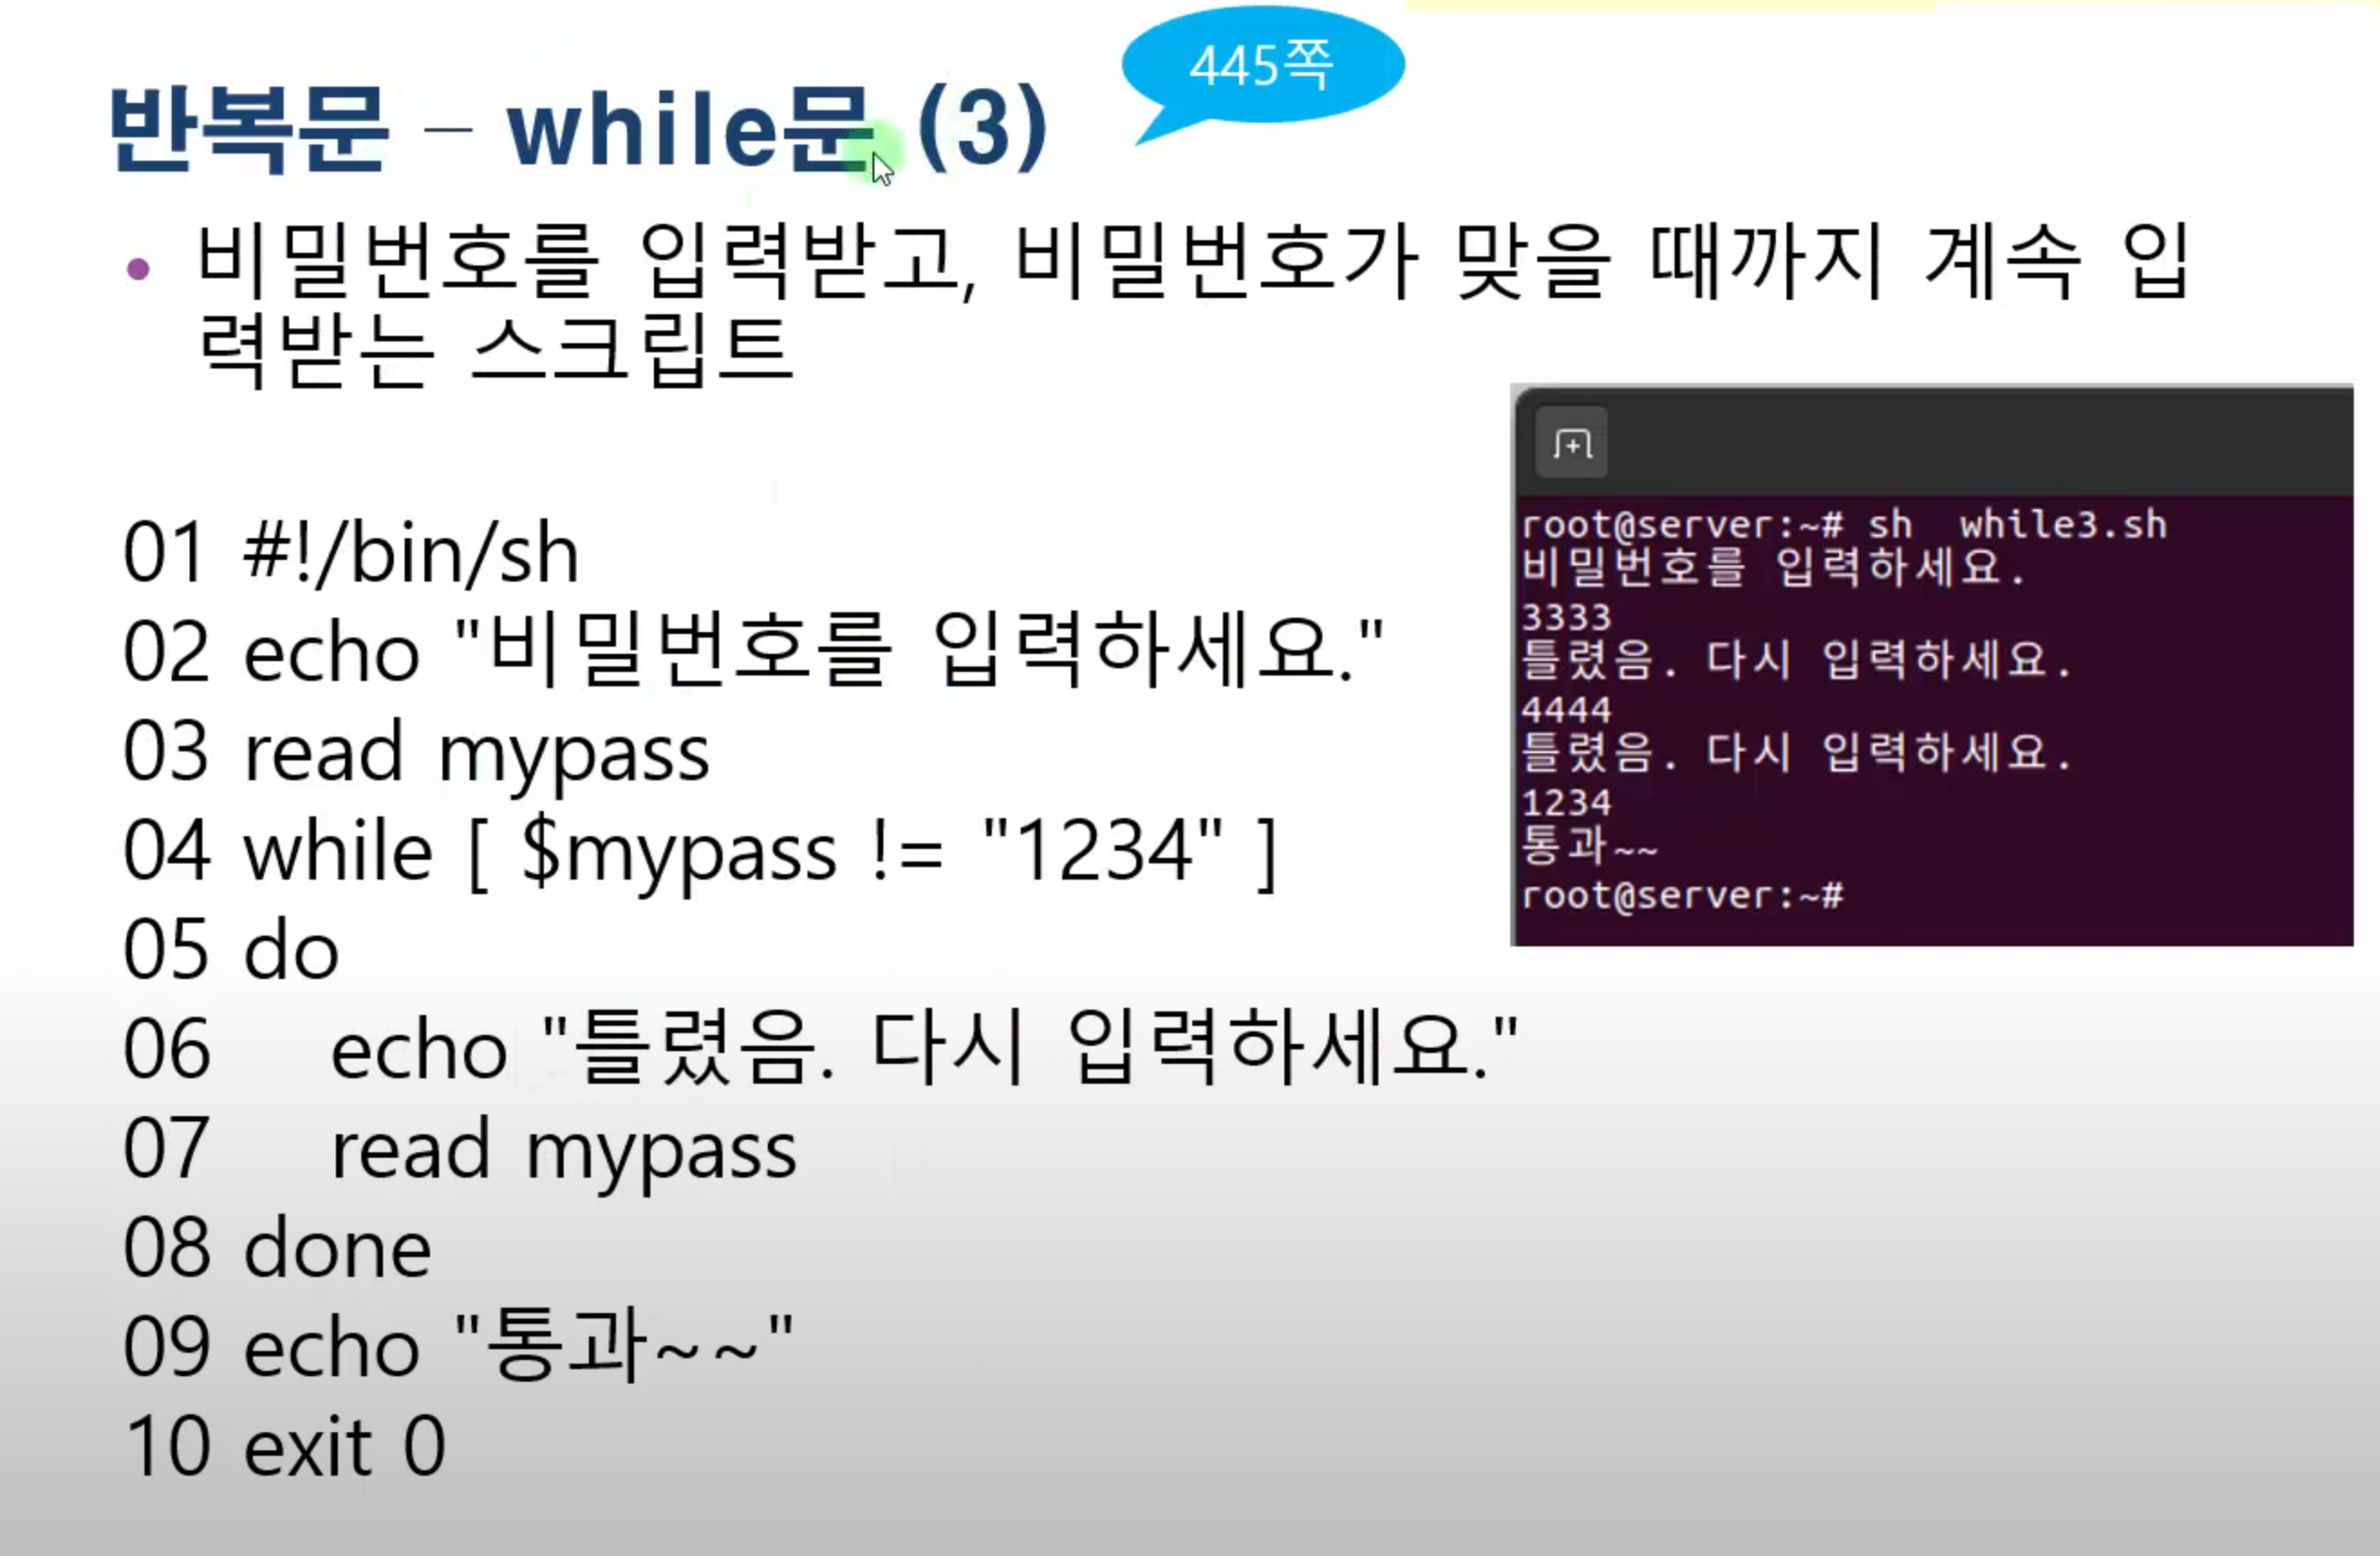 445쪽
반복문 – while문 (3)
• 비밀번호를 입력받고, 비밀번호가 맞을 때까지 계속 입
력받는 스크립트
01 #!/bin/sh
02 echo "비밀번호를 입력하세요."
03 read mypass
04 while [ $mypass != "1234" ]
05 do
06    echo "틀렸음. 다시 입력하세요."
07    read mypass
08 done
09 echo "통과~~"
10 exit 0
root@server:~# sh  while3.sh
비밀번호를 입력하세요.
3333
틀렸음. 다시 입력하세요.
4444
틀렸음. 다시 입력하세요.
1234
통과~~
root@server:~#